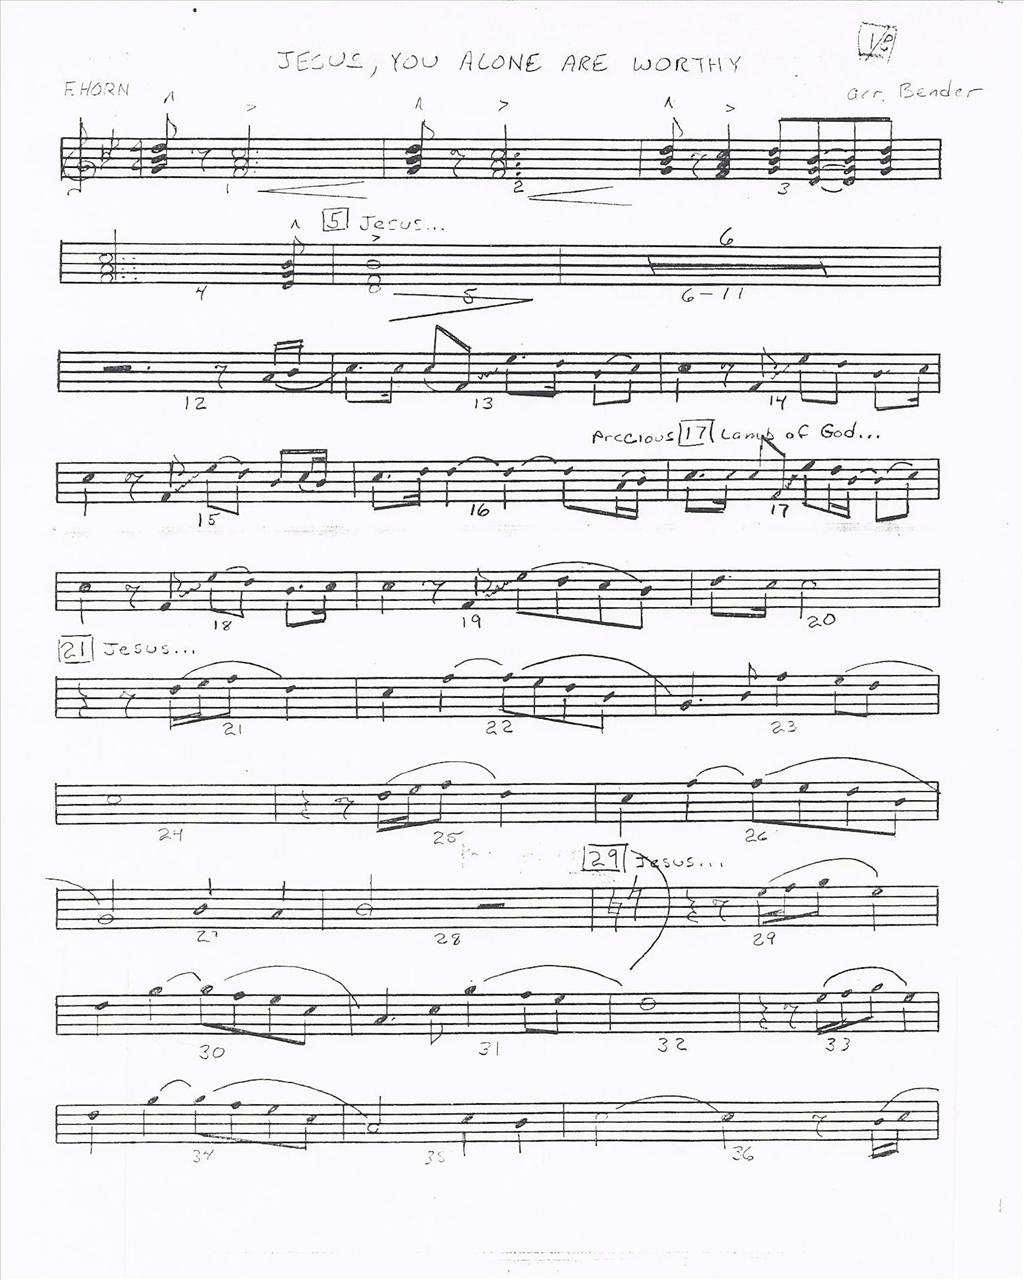 JESUS, YOU ALONE ARE WORTHY
F. HORN
arr. Bender
1 2 3
5 Jesus...
6
4 5 6-11
12 13 14
Precious 17 Lamb of God...
15 16 17
18 19 20
21 Jesus...
21 22 23
24 25 26
29 Jesus...
27 28 29
30 31 32 33
34 35 36